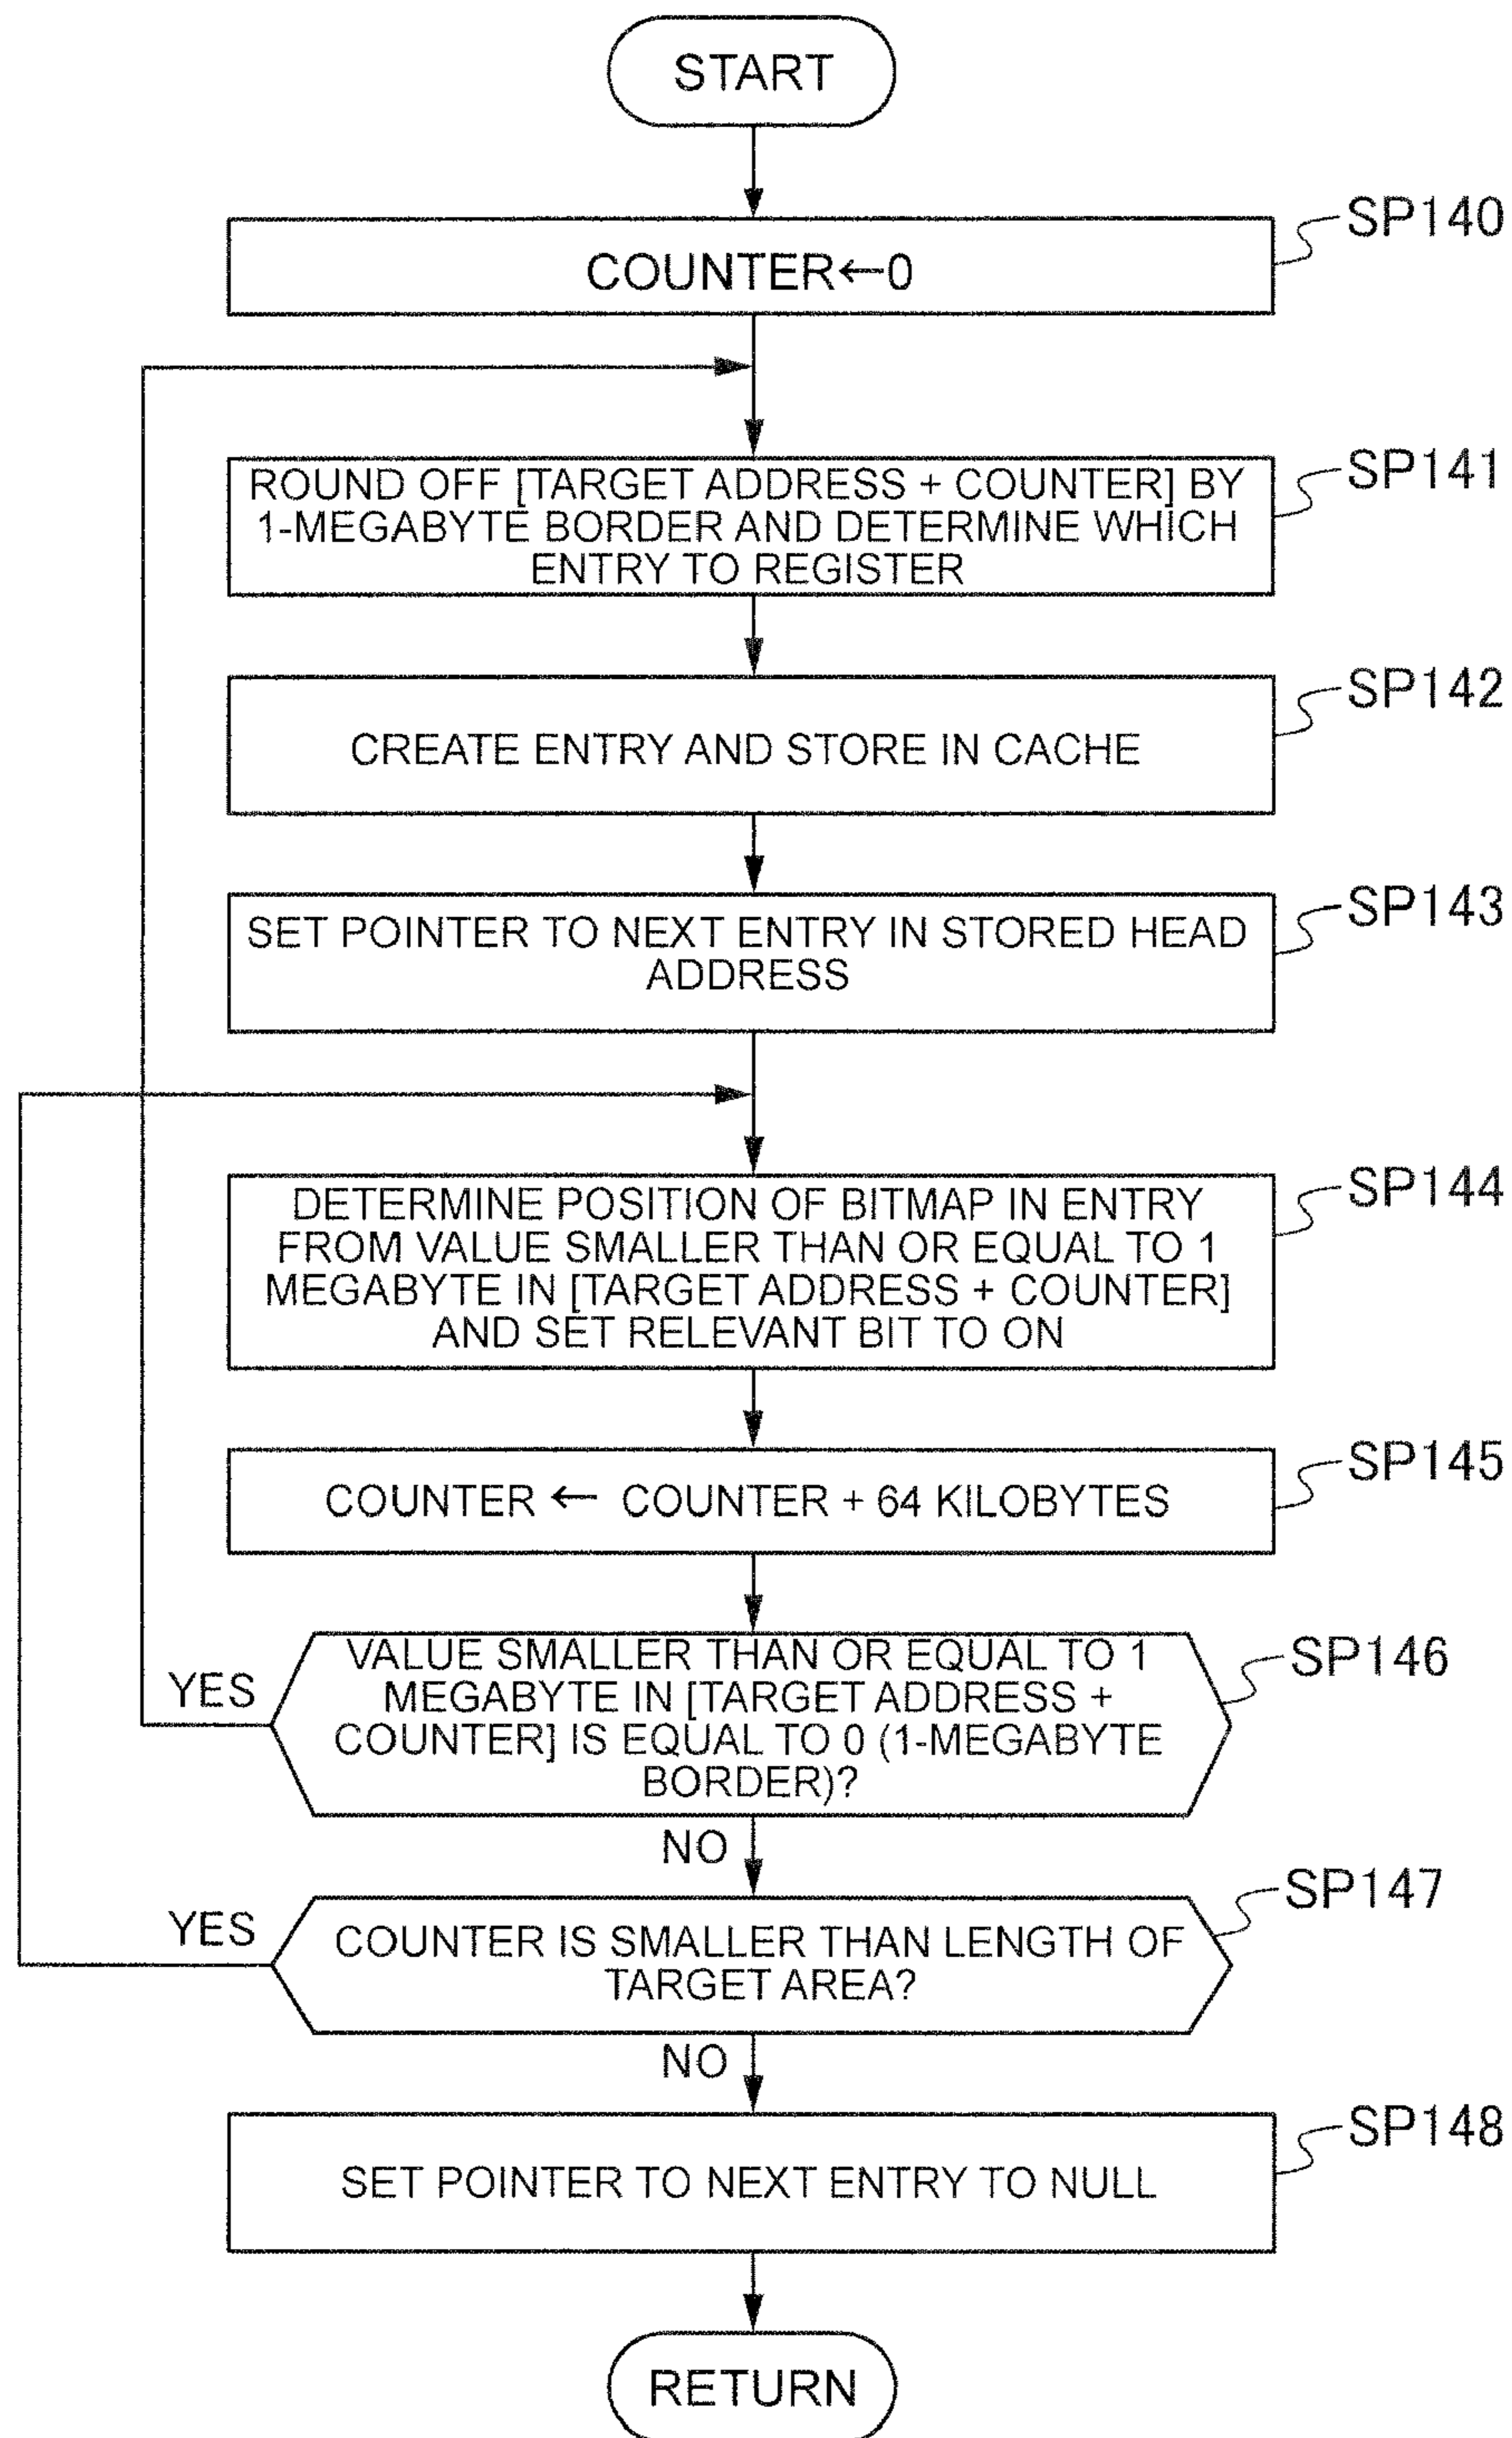 START
SP140
COUNTER←0
SP141
ROUND OFF [TARGET ADDRESS + COUNTER] BY
1-MEGABYTE BORDER AND DETERMINE WHICH
ENTRY TO REGISTER
SP142
CREATE ENTRY AND STORE IN CACHE
SP143
SET POINTER TO NEXT ENTRY IN STORED HEAD
ADDRESS
SP144
DETERMINE POSITION OF BITMAP IN ENTRY
FROM VALUE SMALLER THAN OR EQUAL TO 1
MEGABYTE IN [TARGET ADDRESS + COUNTER]
AND SET RELEVANT BIT TO ON
SP145
COUNTER ← COUNTER + 64 KILOBYTES
SP146
YES
VALUE SMALLER THAN OR EQUAL TO 1
MEGABYTE IN [TARGET ADDRESS +
COUNTER] IS EQUAL TO 0 (1-MEGABYTE
BORDER)?
NO
SP147
YES
COUNTER IS SMALLER THAN LENGTH OF
TARGET AREA?
NO
SP148
SET POINTER TO NEXT ENTRY TO NULL
RETURN